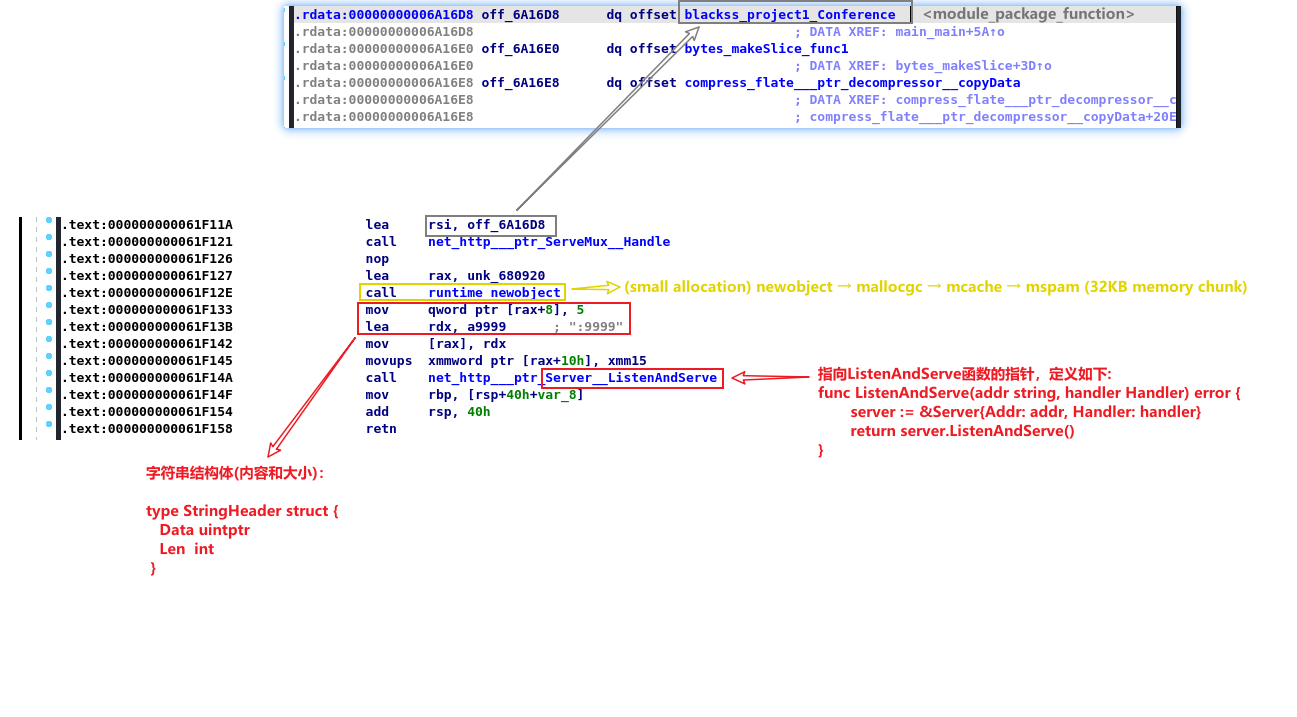 .rdata:00000000006A16D8 off_6A16D8 dq offset blackss_project1_Conference <module_package_function>
.rdata:00000000006A16D8 ; DATA XREF: main_main+5A↑o
.rdata:00000000006A16E0 off_6A16E0 dq offset bytes_makeSlice_func1
.rdata:00000000006A16E0 ; DATA XREF: bytes_makeSlice+3D↑o
.rdata:00000000006A16E8 off_6A16E8 dq offset compress_flate___ptr_decompressor__copyData
.rdata:00000000006A16E8 ; DATA XREF: compress_flate___ptr_decompressor__c
.rdata:00000000006A16E8 ; compress_flate___ptr_decompressor__copyData+20E
.text:000000000061F11A lea rsi, off_6A16D8
.text:000000000061F121 call net_http___ptr_ServeMux__Handle
.text:000000000061F126 nop
.text:000000000061F127 lea rax, unk_680920
.text:000000000061F12E call runtime_newobject (small allocation) newobject → mallocgc → mcache → mspam (32KB memory chunk)
.text:000000000061F133 mov qword ptr [rax+8], 5
.text:000000000061F13B lea rdx, a9999 ; ":9999"
.text:000000000061F142 mov [rax], rdx
.text:000000000061F145 movups xmmword ptr [rax+10h], xmm15
.text:000000000061F14A call net_http___ptr_Server__ListenAndServe
.text:000000000061F14F mov rbp, [rsp+40h+var_8]
.text:000000000061F154 add rsp, 40h
.text:000000000061F158 retn
指向ListenAndServe函数的指针，定义如下:
func ListenAndServe(addr string, handler Handler) error {
server := &Server{Addr: addr, Handler: handler}
return server.ListenAndServe()
}
字符串结构体(内容和大小)：
type StringHeader struct {
Data uintptr
Len int
}